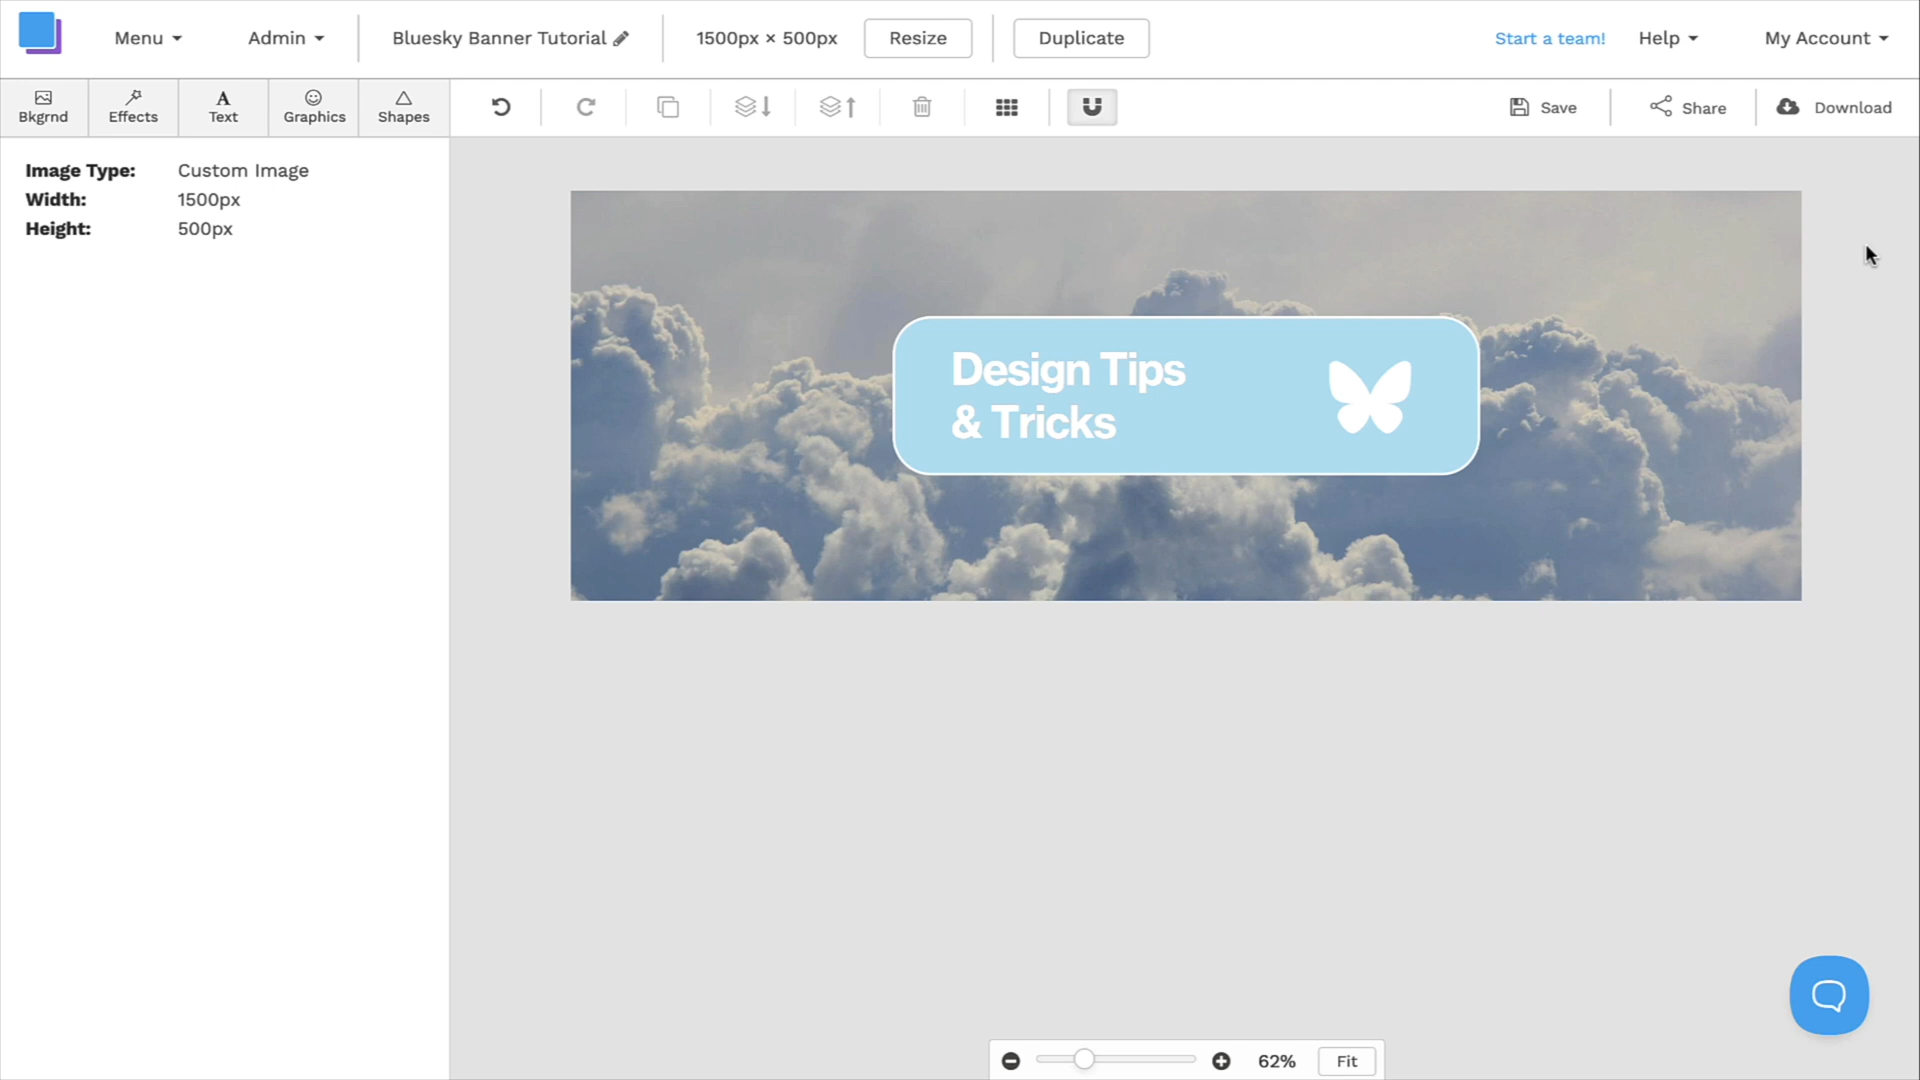 Menu
Admin
Bluesky Banner Tutorial
1500px × 500px
Resize
Duplicate
Start a team!
Help
My Account
Bkgrnd
Effects
A
Text
Graphics
Shapes
Save
Share
Download
Image Type: Custom Image
Width: 1500px
Height: 500px
Design Tips
& Tricks
62%
Fit